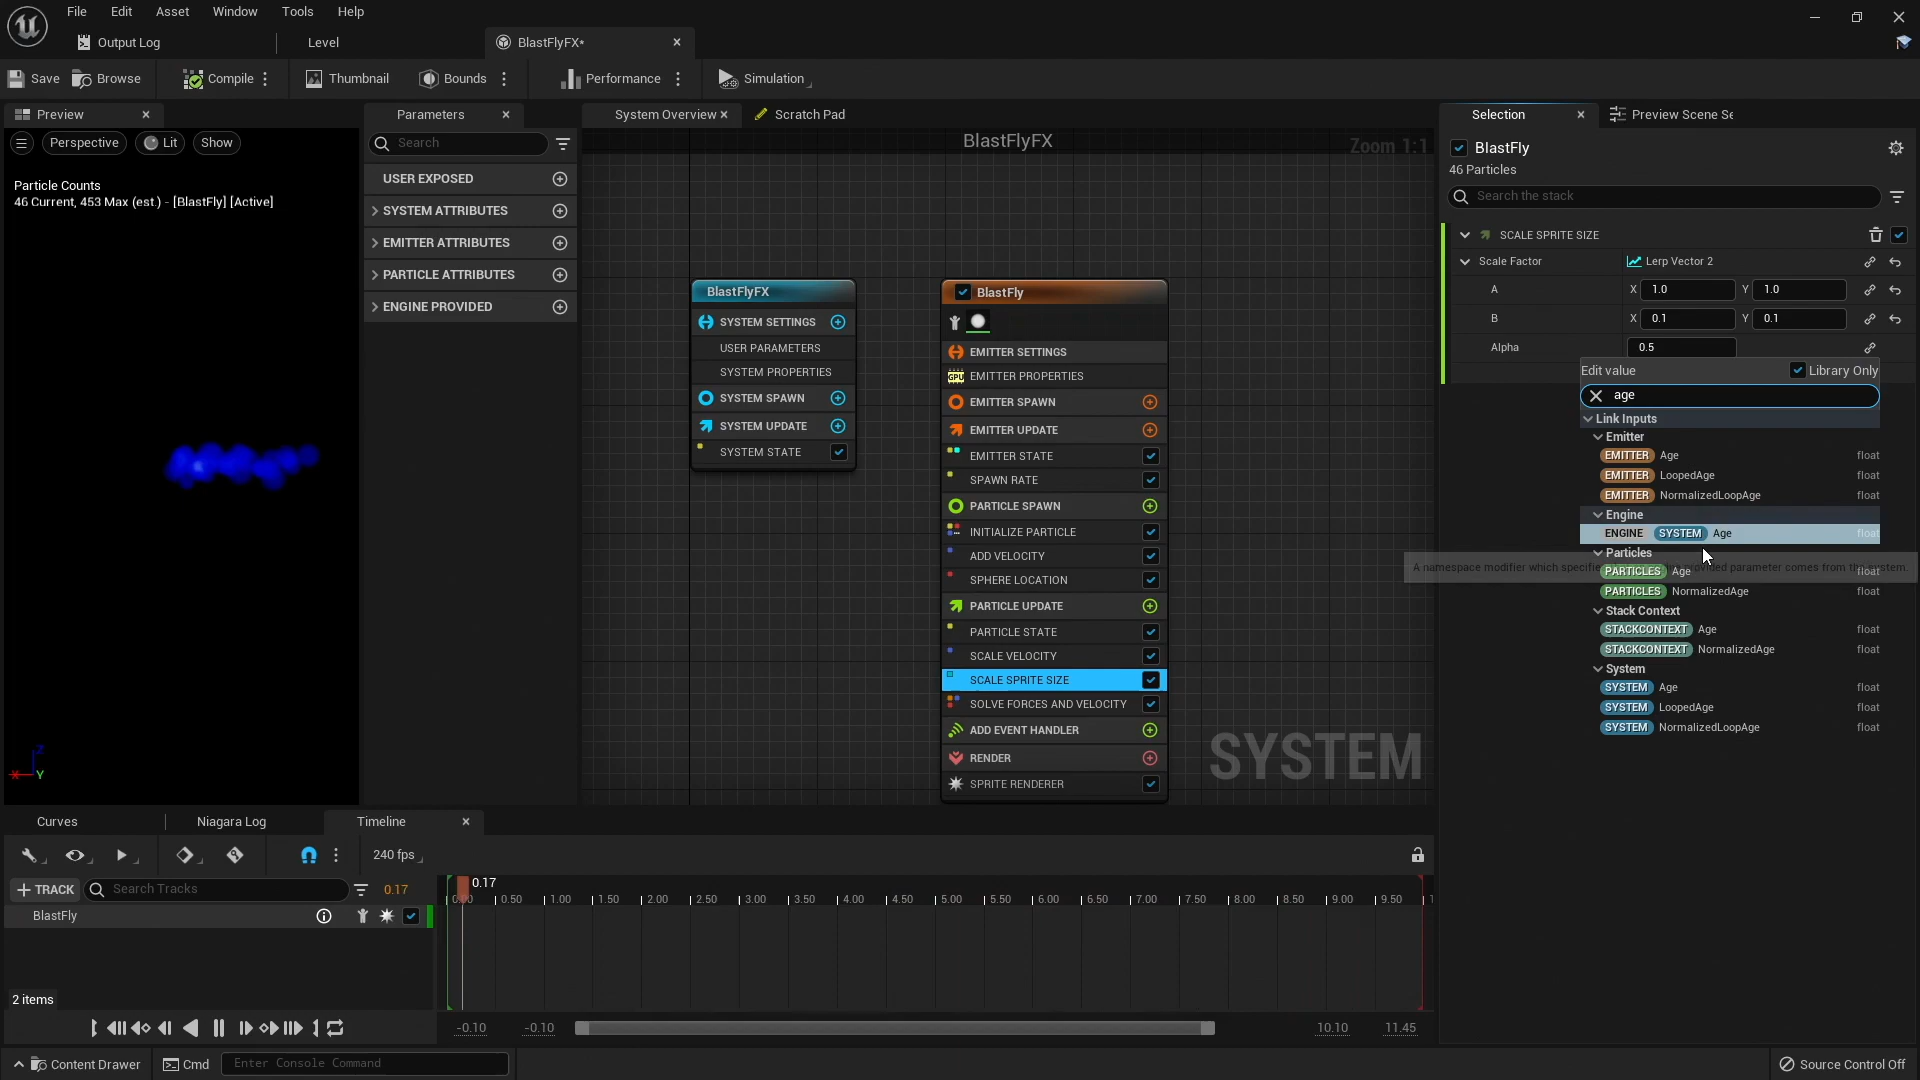 File Edit Asset Window Tools Help
Output Log Level BlastFlyFX*
Save Browse Compile Thumbnail Bounds Performance Simulation
Preview Parameters System Overview Scratch Pad Selection Preview Scene Se
Perspective Lit Show
Particle Counts
46 Current, 453 Max (est.) - [BlastFly] [Active]
Search
USER EXPOSED
SYSTEM ATTRIBUTES
EMITTER ATTRIBUTES
PARTICLE ATTRIBUTES
ENGINE PROVIDED
BlastFlyFX
Zoom 1:1
BlastFlyFX
SYSTEM SETTINGS
USER PARAMETERS
SYSTEM PROPERTIES
SYSTEM SPAWN
SYSTEM UPDATE
SYSTEM STATE
BlastFly
EMITTER SETTINGS
GPU EMITTER PROPERTIES
EMITTER SPAWN
EMITTER UPDATE
EMITTER STATE
SPAWN RATE
PARTICLE SPAWN
INITIALIZE PARTICLE
ADD VELOCITY
SPHERE LOCATION
PARTICLE UPDATE
PARTICLE STATE
SCALE VELOCITY
SCALE SPRITE SIZE
SOLVE FORCES AND VELOCITY
ADD EVENT HANDLER
RENDER
SPRITE RENDERER
SYSTEM
BlastFly
46 Particles
Search the stack
SCALE SPRITE SIZE
Scale Factor Lerp Vector 2
A X 1.0 Y 1.0
B X 0.1 Y 0.1
Alpha 0.5
Edit value Library Only
age
Link Inputs
Emitter
EMITTER Age float
EMITTER LoopedAge float
EMITTER NormalizedLoopAge float
Engine
ENGINE SYSTEM Age float
Particles
A namespace modifier which specifies provided parameter comes from the system.
PARTICLES Age float
PARTICLES NormalizedAge float
Stack Context
STACKCONTEXT Age float
STACKCONTEXT NormalizedAge float
System
SYSTEM Age float
SYSTEM LoopedAge float
SYSTEM NormalizedLoopAge float
X Y Z
Curves Niagara Log Timeline
240 fps
TRACK Search Tracks 0.17
0.17
0.00 0.50 1.00 1.50 2.00 2.50 3.00 3.50 4.00 4.50 5.00 5.50 6.00 6.50 7.00 7.50 8.00 8.50 9.00 9.50 1
BlastFly
2 items
-0.10 -0.10 10.10 11.45
Content Drawer Cmd Enter Console Command Source Control Off